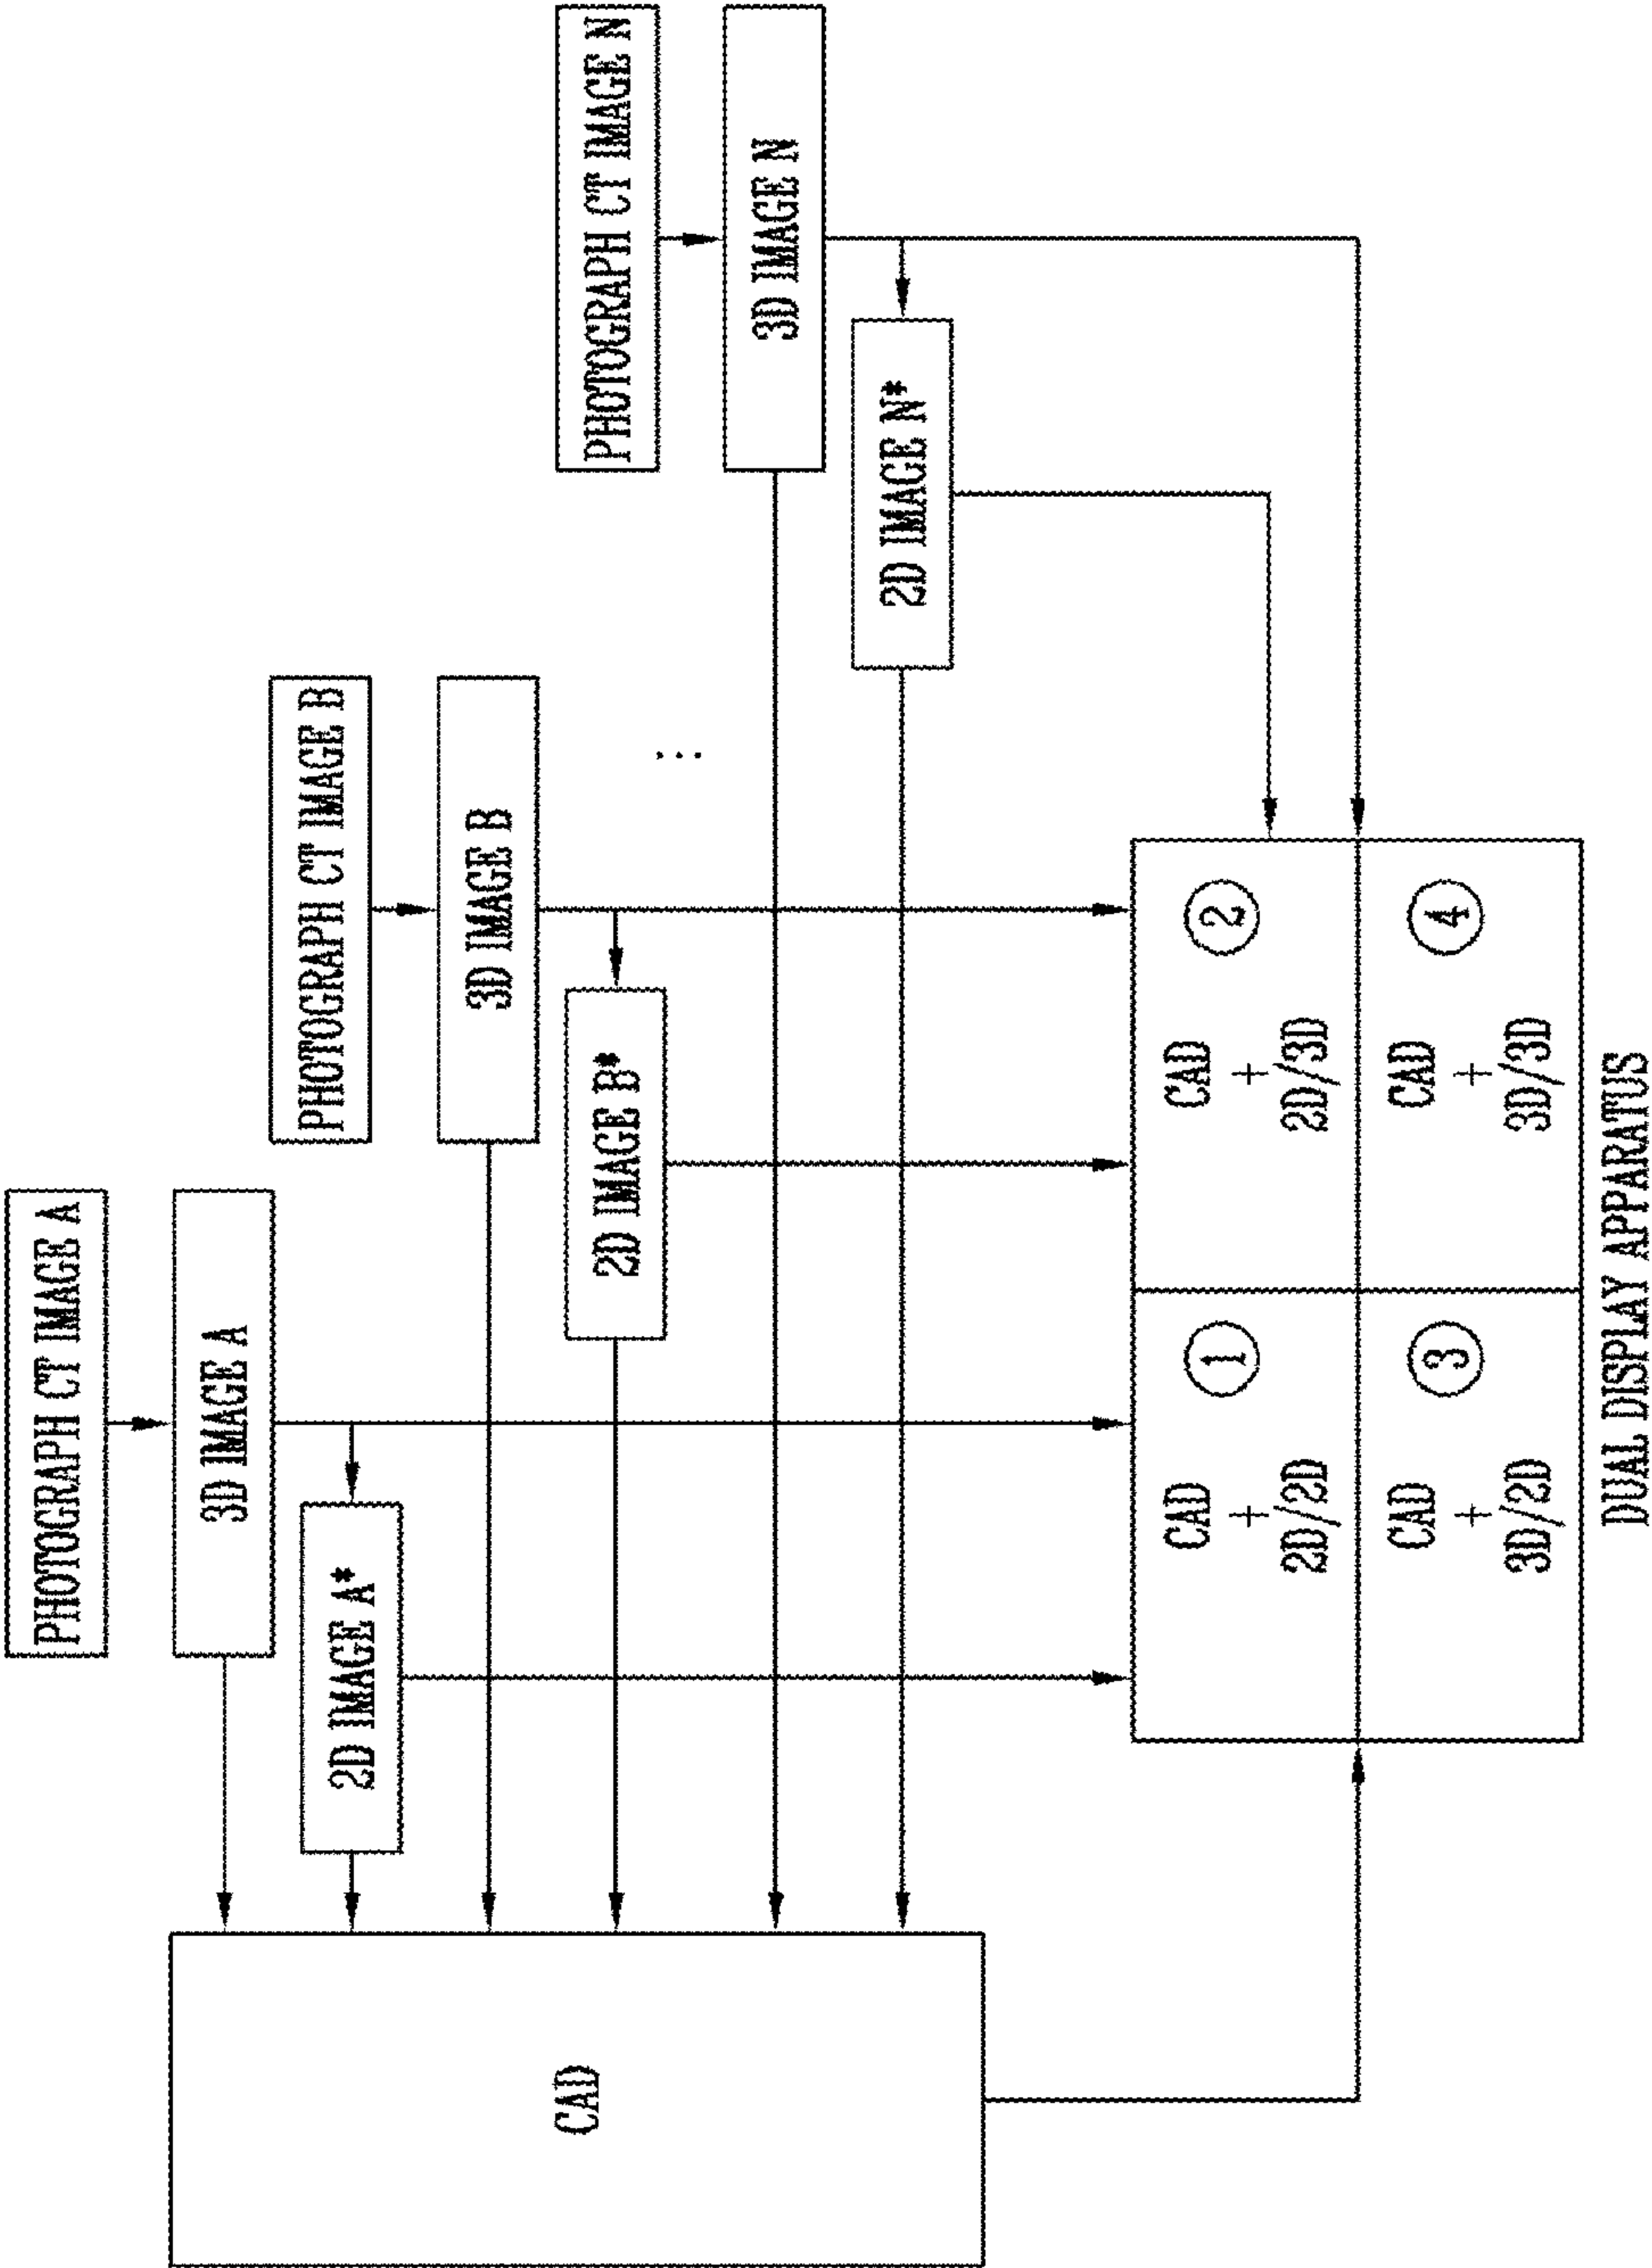 PHOTOGRAPH CT IMAGE A
3D IMAGE A
2D IMAGE A*
PHOTOGRAPH CT IMAGE B
3D IMAGE B
2D IMAGE B*
...
PHOTOGRAPH CT IMAGE N
3D IMAGE N
2D IMAGE N*
CAD
①
CAD
+
2D/2D
②
CAD
+
2D/3D
③
CAD
+
3D/2D
④
CAD
+
3D/3D
DUAL DISPLAY APPARATUS